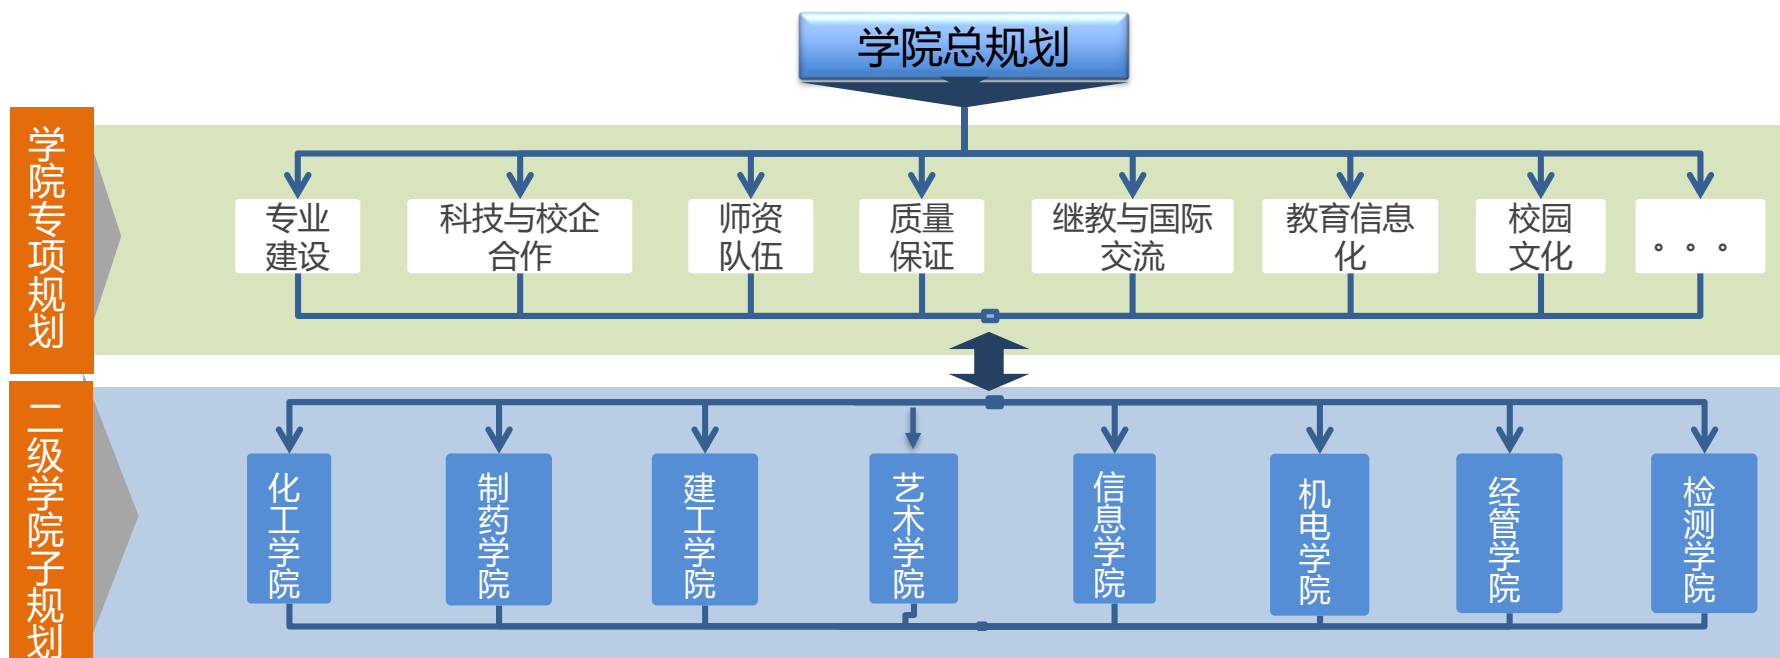 学院总规划
学院专项规划
专业
建设
科技与校企
合作
师资
队伍
质量
保证
继教与国际
交流
教育信息
化
校园
文化
。。。
二级学院子规划
化工学院
制药学院
建工学院
艺术学院
信息学院
机电学院
经管学院
检测学院